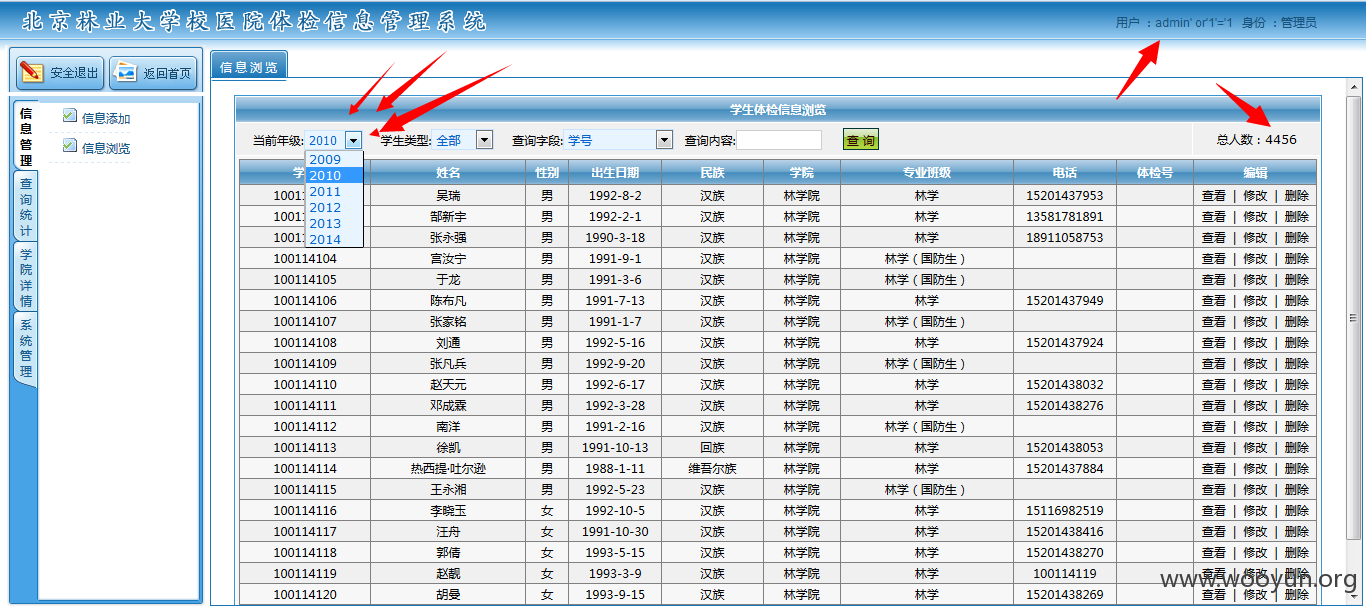 北京林业大学校医院体检信息管理系统
用户 ：admin' or'1'='1 身份 ：管理员
安全退出 返回首页
信息浏览
信息管理
信息添加
信息浏览
查询统计
学院详情
系统管理
学生体检信息浏览
当前年级: 2010 学生类型: 全部 查询字段: 学号 查询内容: 查询 总人数：4456
2009
2010
2011
2012
2013
2014
学 姓名 性别 出生日期 民族 学院 专业班级 电话 体检号 编辑
1001 吴瑞 男 1992-8-2 汉族 林学院 林学 15201437953 查看 | 修改 | 删除
1001 郜新宇 男 1992-2-1 汉族 林学院 林学 13581781891 查看 | 修改 | 删除
1001 张永强 男 1990-3-18 汉族 林学院 林学 18911058753 查看 | 修改 | 删除
100114104 宫汝宁 男 1991-9-1 汉族 林学院 林学（国防生） 查看 | 修改 | 删除
100114105 于龙 男 1991-3-6 汉族 林学院 林学（国防生） 查看 | 修改 | 删除
100114106 陈布凡 男 1991-7-13 汉族 林学院 林学 15201437949 查看 | 修改 | 删除
100114107 张家铭 男 1991-1-7 汉族 林学院 林学（国防生） 查看 | 修改 | 删除
100114108 刘通 男 1992-5-16 汉族 林学院 林学 15201437924 查看 | 修改 | 删除
100114109 张凡兵 男 1992-9-20 汉族 林学院 林学（国防生） 查看 | 修改 | 删除
100114110 赵天元 男 1992-6-17 汉族 林学院 林学 15201438032 查看 | 修改 | 删除
100114111 邓成霖 男 1992-3-28 汉族 林学院 林学 15201438276 查看 | 修改 | 删除
100114112 南洋 男 1991-2-16 汉族 林学院 林学（国防生） 查看 | 修改 | 删除
100114113 徐凯 男 1991-10-13 回族 林学院 林学 15201438053 查看 | 修改 | 删除
100114114 热西提·吐尔逊 男 1988-1-11 维吾尔族 林学院 林学 15201437884 查看 | 修改 | 删除
100114115 王永湘 男 1992-5-23 汉族 林学院 林学（国防生） 查看 | 修改 | 删除
100114116 李晓玉 女 1992-10-5 汉族 林学院 林学 15116982519 查看 | 修改 | 删除
100114117 汪舟 女 1991-10-30 汉族 林学院 林学 15201438416 查看 | 修改 | 删除
100114118 郭倩 女 1993-5-15 汉族 林学院 林学 15201438270 查看 | 修改 | 删除
100114119 赵靓 女 1993-3-9 汉族 林学院 林学 100114119 查看 | 修改 | 删除
100114120 胡曼 女 1993-9-15 汉族 林学院 林学 15201438269 查看 | 修改 | 删除
www.wooyun.org